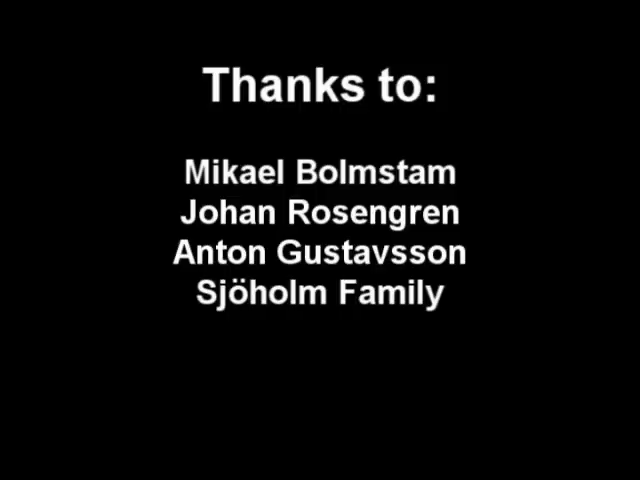 Thanks to:
Mikael Bolmstam
Johan Rosengren
Anton Gustavsson
Sjöholm Family